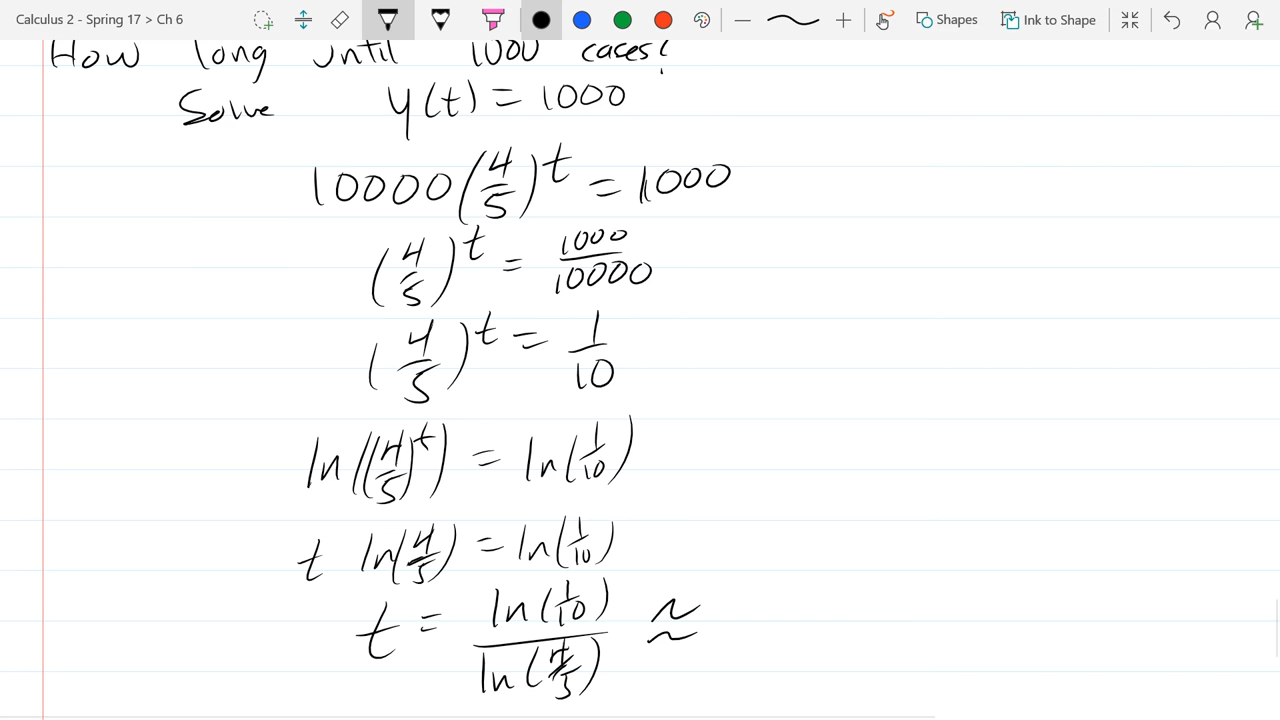 Calculus 2 - Spring 17 > Ch 6
Shapes
Ink to Shape
How long until 1000 cases?
Solve y(t) = 1000
10000(4/5)^t = 1000
(4/5)^t = 1000/10000
(4/5)^t = 1/10
ln((4/5)^t) = ln(1/10)
t ln(4/5) = ln(1/10)
t = ln(1/10)/ln(4/5) ≈